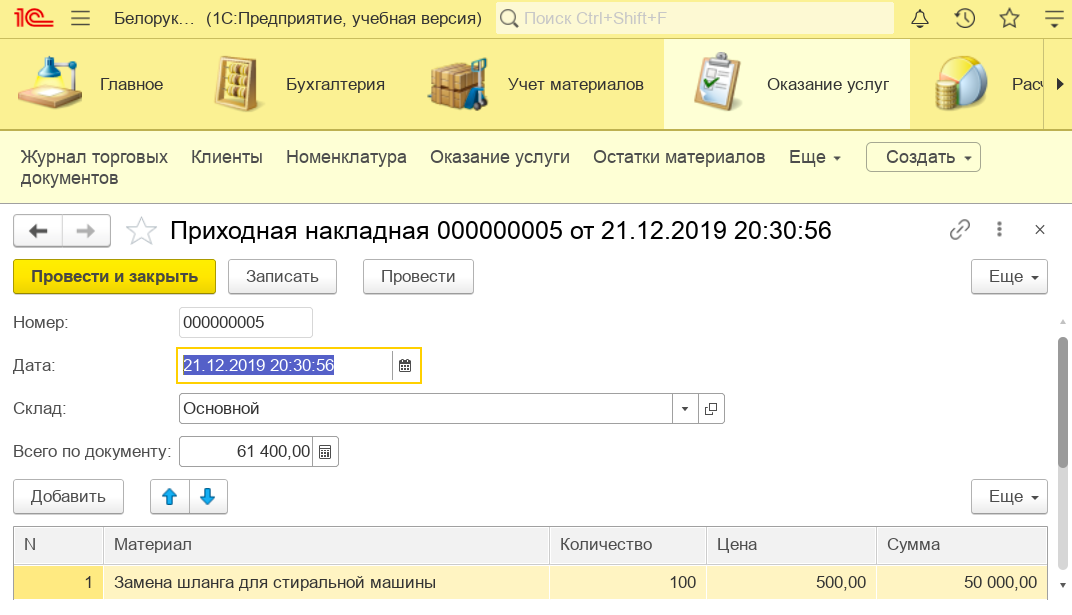 1С Белорук... (1С:Предприятие, учебная версия) Поиск Ctrl+Shift+F
Главное Бухгалтерия Учет материалов Оказание услуг Расч
Журнал торговых документов Клиенты Номенклатура Оказание услуги Остатки материалов Еще Создать
Приходная накладная 000000005 от 21.12.2019 20:30:56
Провести и закрыть Записать Провести Еще
Номер: 000000005
Дата: 21.12.2019 20:30:56
Склад: Основной
Всего по документу: 61 400,00
Добавить Еще
N Материал Количество Цена Сумма
1 Замена шланга для стиральной машины 100 500,00 50 000,00